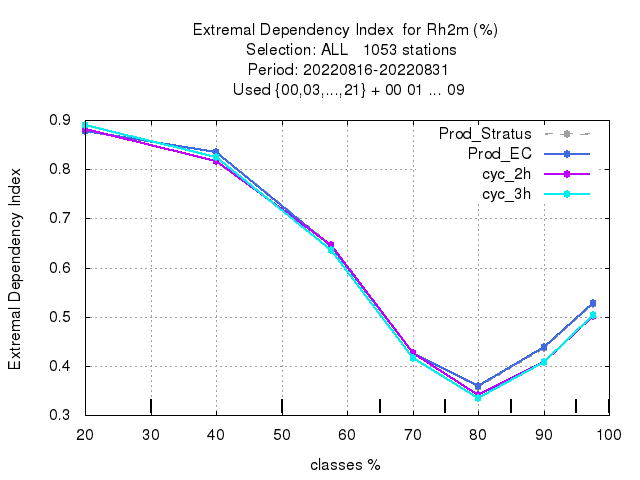 Extremal Dependency Index  for Rh2m (%)
Selection: ALL   1053 stations
Period: 20220816-20220831
Used {00,03,...,21} + 00 01 ... 09
Extremal Dependency Index
0.9
0.8
0.7
0.6
0.5
0.4
0.3
Prod_Stratus
Prod_EC
cyc_2h
cyc_3h
20 30 40 50 60 70 80 90 100
classes %